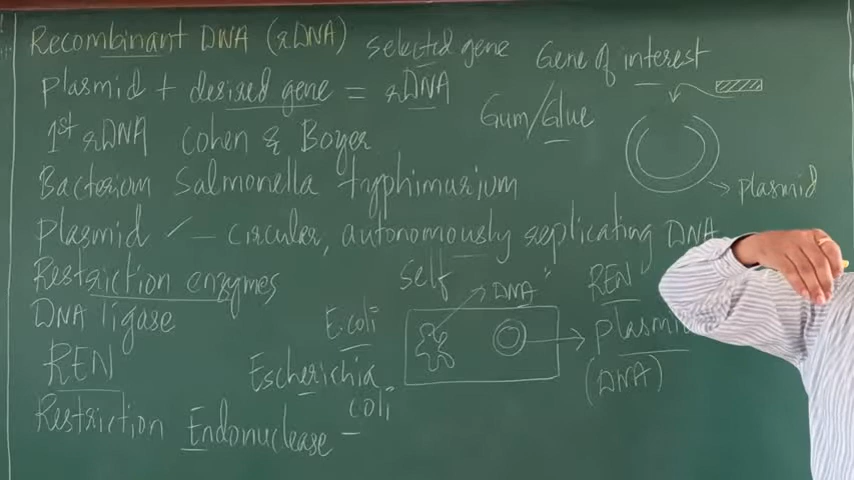 Recombinant DNA (rDNA) selected gene
Gene of interest
plasmid + desired gene = rDNA
Gum/Glue
1st rDNA Cohen & Boyer
Bacterium Salmonella typhimurium
plasmid
Plasmid – circular, autonomously replicating DNA
Restriction enzymes
self
DNA
REN
DNA ligase
E.coli
plasmid
REN
Escherichia
coli
(DNA)
Restriction Endonuclease